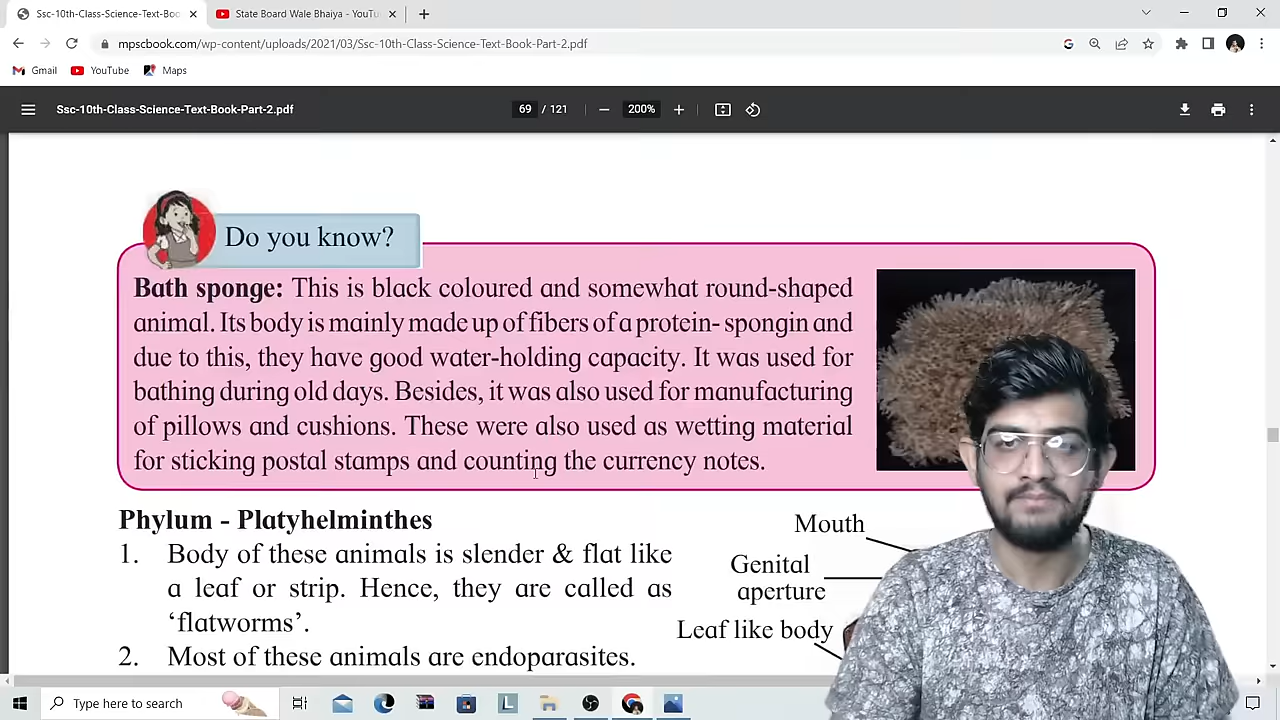 Ssc-10th-Class-Science-Text-Boo
State Board Wale Bhaiya - YouTu
mpscbook.com/wp-content/uploads/2021/03/Ssc-10th-Class-Science-Text-Book-Part-2.pdf
Gmail YouTube Maps
Ssc-10th-Class-Science-Text-Book-Part-2.pdf 69 / 121 200%
Do you know?
Bath sponge: This is black coloured and somewhat round-shaped
animal. Its body is mainly made up of fibers of a protein- spongin and
due to this, they have good water-holding capacity. It was used for
bathing during old days. Besides, it was also used for manufacturing
of pillows and cushions. These were also used as wetting material
for sticking postal stamps and counting the currency notes.
Phylum - Platyhelminthes
1. Body of these animals is slender & flat like
a leaf or strip. Hence, they are called as
‘flatworms’.
2. Most of these animals are endoparasites.
Mouth
Genital
aperture
Leaf like body
Type here to search